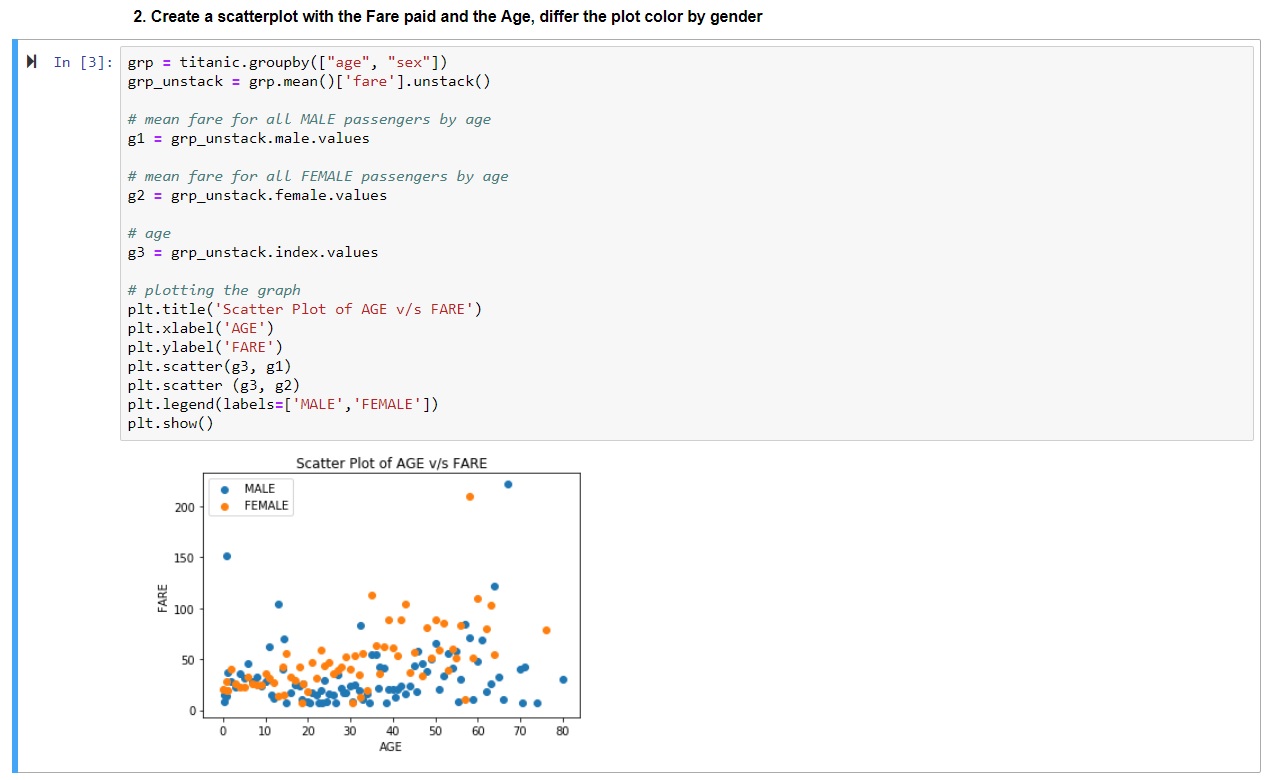 2. Create a scatterplot with the Fare paid and the Age, differ the plot color by gender
In [3]:
grp = titanic.groupby(["age", "sex"])
grp_unstack = grp.mean()['fare'].unstack()
# mean fare for all MALE passengers by age
g1 = grp_unstack.male.values
# mean fare for all FEMALE passengers by age
g2 = grp_unstack.female.values
# age
g3 = grp_unstack.index.values
# plotting the graph
plt.title('Scatter Plot of AGE v/s FARE')
plt.xlabel('AGE')
plt.ylabel('FARE')
plt.scatter(g3, g1)
plt.scatter (g3, g2)
plt.legend(labels=['MALE','FEMALE'])
plt.show()
Scatter Plot of AGE v/s FARE
MALE
FEMALE
200
150
100
50
0
FARE
0 10 20 30 40 50 60 70 80
AGE